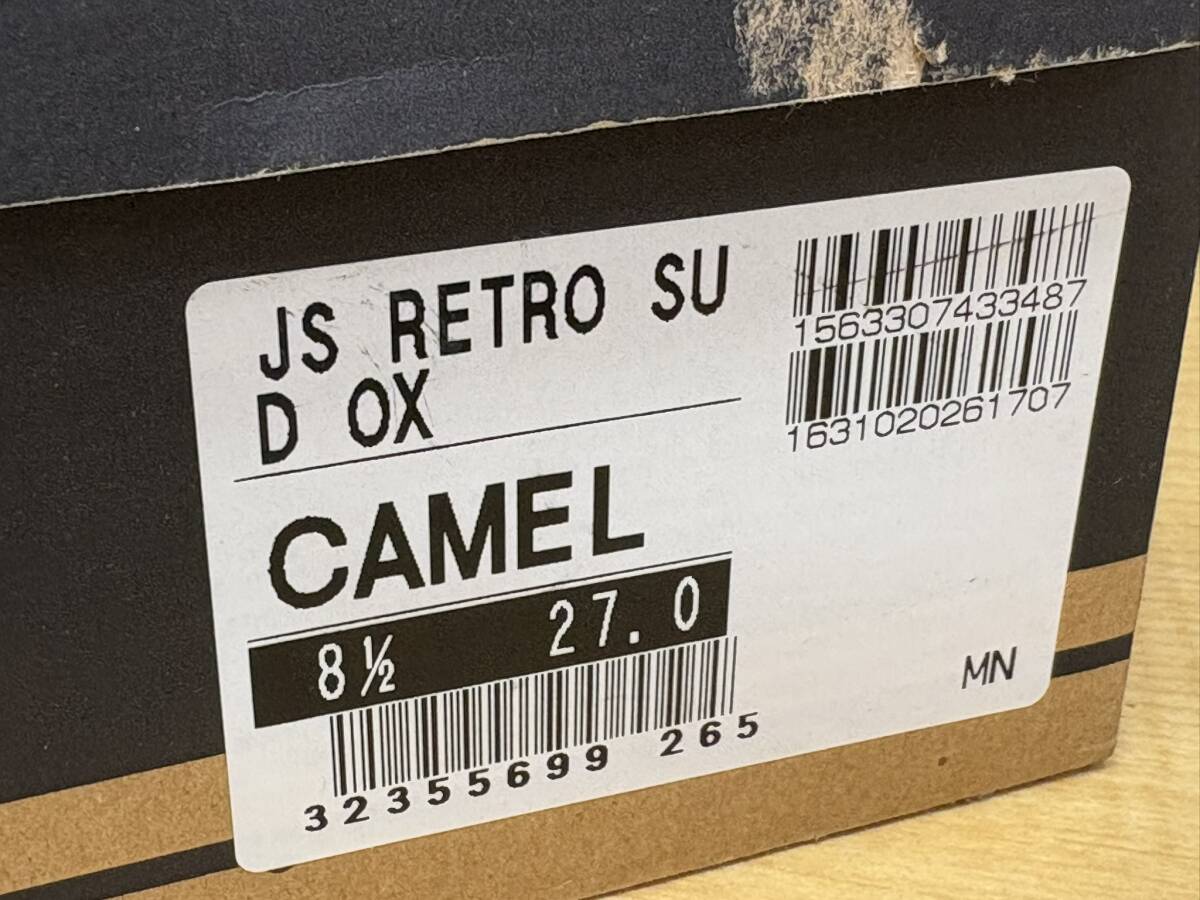 JS RETRO SU
D OX
CAMEL
8½ 27.0
32355699 265
1563307433487
1631020261707
MN